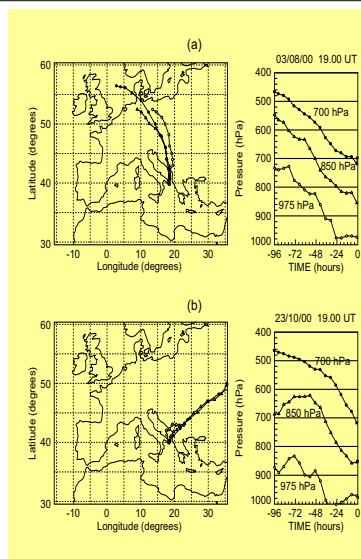 (a)
03/08/00 19.00 UT
60
50
40
30
Latitude (degrees)
-10 0 10 20 30
Longitude (degrees)
400
500
600
700
800
900
1000
Pressure (hPa)
700 hPa
850 hPa
975 hPa
-96 -72 -48 -24 0
TIME (hours)
(b)
23/10/00 19.00 UT
60
50
40
30
Latitude (degrees)
-10 0 10 20 30
Longitude (degrees)
400
500
600
700
800
900
1000
Pressure (hPa)
700 hPa
850 hPa
975 hPa
-96 -72 -48 -24 0
TIME (hours)